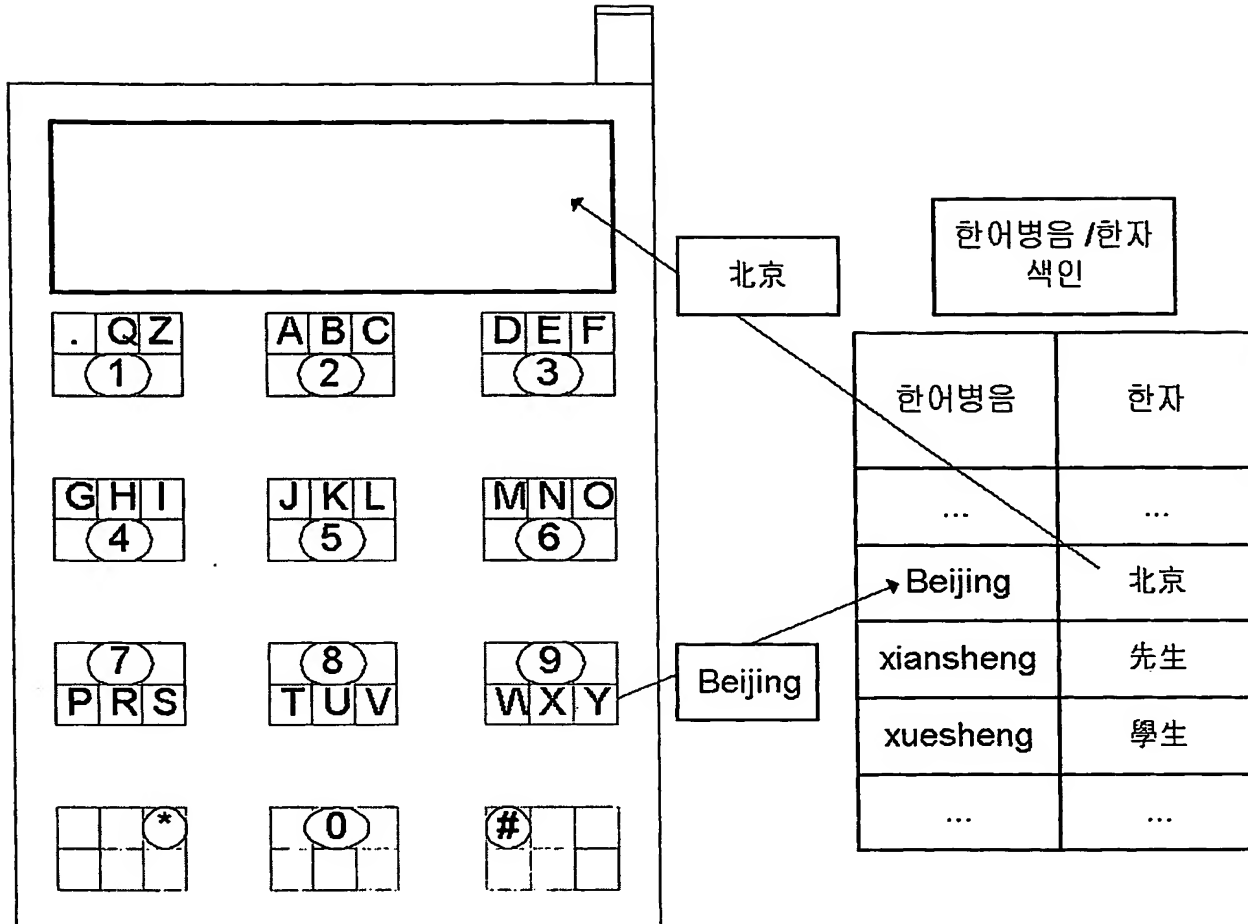 . Q Z
1
A B C
2
D E F
3
G H I
4
J K L
5
M N O
6
7
P R S
8
T U V
9
W X Y
*
0
#
北京
Beijing
한어병음 /한자
색인
한어병음 한자
... ...
Beijing 北京
xiansheng 先生
xuesheng 學生
... ...